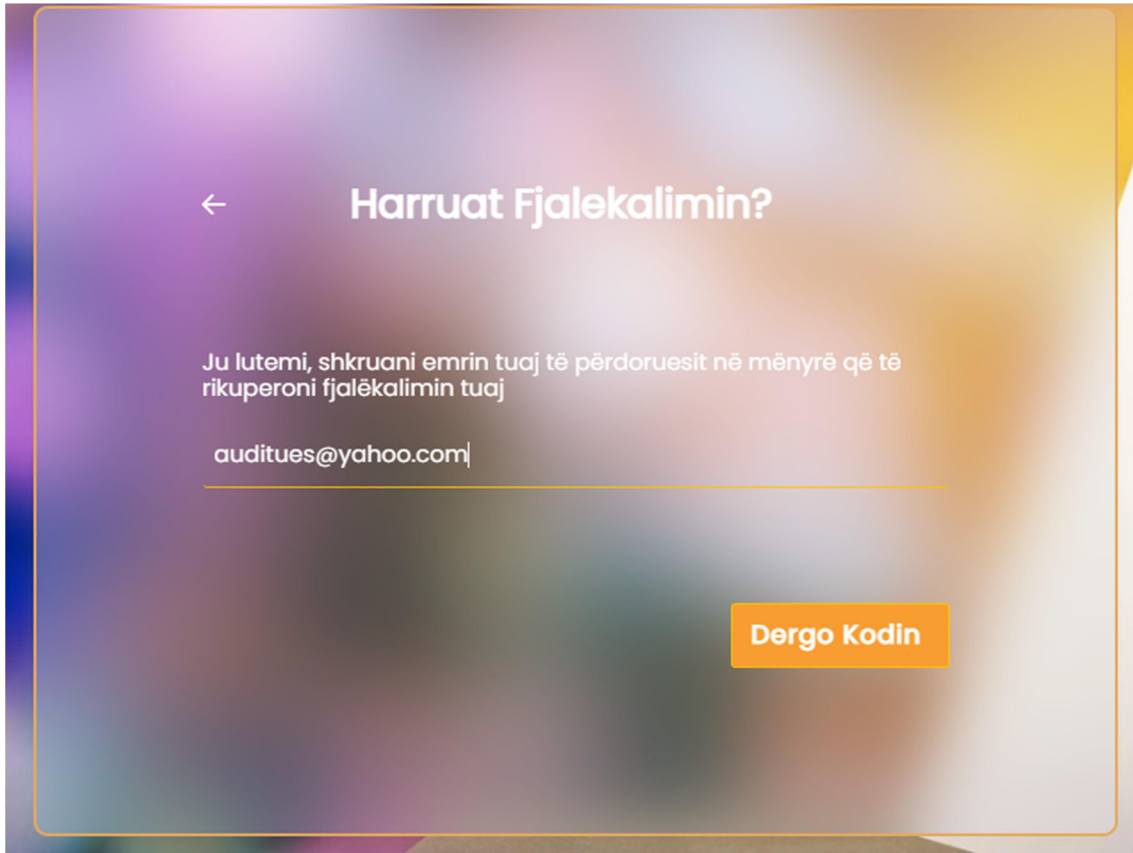 Harruat Fjalekalimin?
Ju lutemi, shkruani emrin tuaj të përdoruesit në mënyrë që të
rikuperoni fjalëkalimin tuaj
auditues@yahoo.com
Dergo Kodin